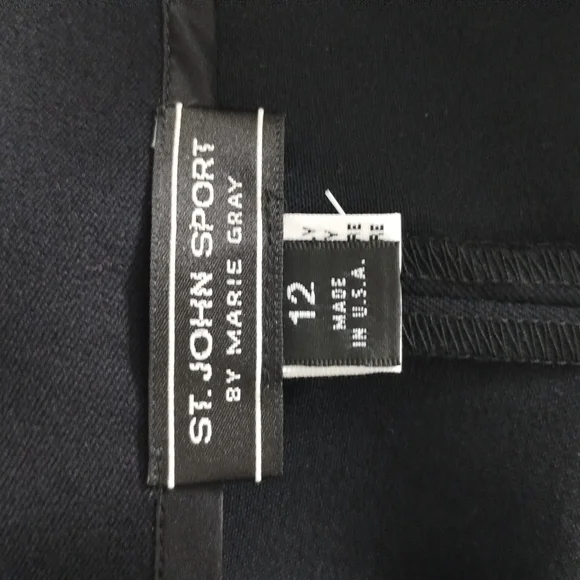 ST. JOHN SPORT
BY MARIE GRAY
12
MADE
IN U.S.A.